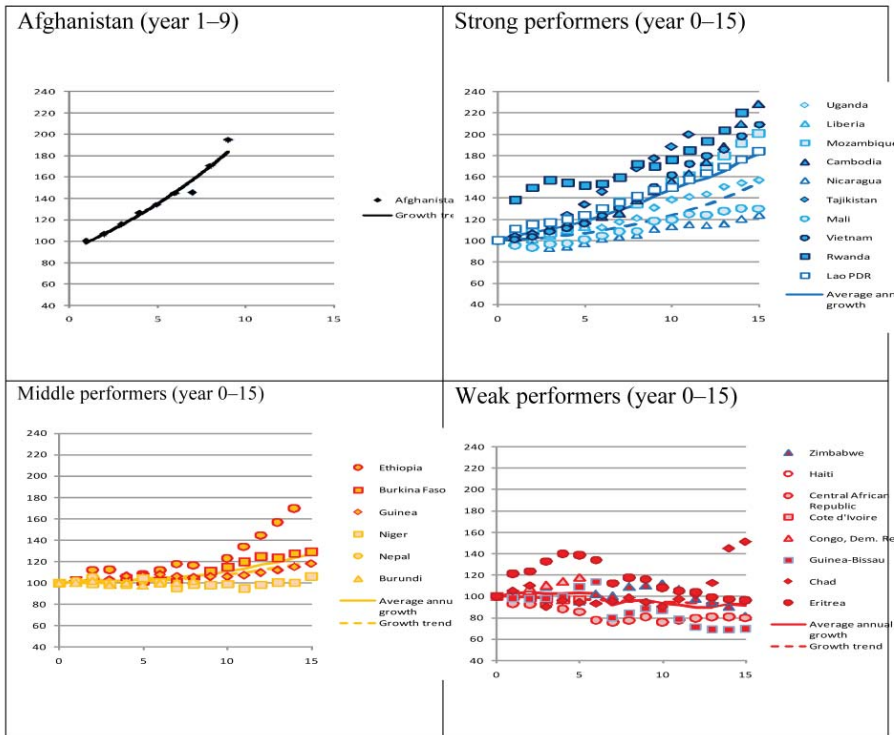 Afghanistan (year 1–9)
240
220
200
180
160
140
120
100
80
60
40
0
5
10
15
Afghanista
Growth tre
Strong performers (year 0–15)
240
220
200
180
160
140
120
100
80
60
40
0
5
10
15
Uganda
Liberia
Mozambique
Cambodia
Nicaragua
Tajikistan
Mali
Vietnam
Rwanda
Lao PDR
Average ann
growth
Middle performers (year 0–15)
240
220
200
180
160
140
120
100
80
60
40
0
5
10
15
Ethiopia
Burkina Faso
Guinea
Niger
Nepal
Burundi
Average annu
growth
Growth trend
Weak performers (year 0–15)
240
220
200
180
160
140
120
100
80
60
40
0
5
10
15
Zimbabwe
Haiti
Central African
Republic
Cote d'Ivoire
Congo, Dem. Re
Guinea-Bissau
Chad
Eritrea
Average annual
growth
Growth trend